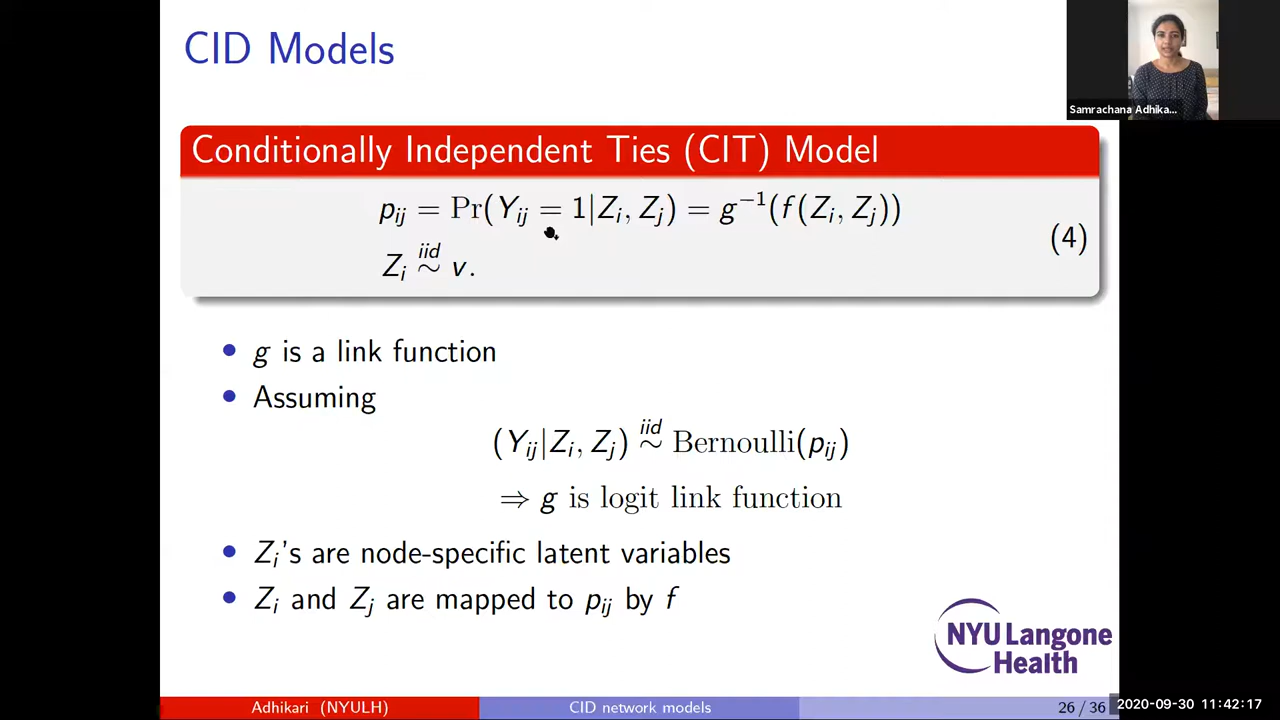 CID Models
Samrachana Adhika...
Conditionally Independent Ties (CIT) Model
p_ij = Pr(Y_ij = 1|Z_i, Z_j) = g⁻¹(f(Z_i, Z_j))
Z_i iid ~ v.
(4)
• g is a link function
• Assuming
(Y_ij|Z_i, Z_j) iid ~ Bernoulli(p_ij)
⇒ g is logit link function
• Z_i's are node-specific latent variables
• Z_i and Z_j are mapped to p_ij by f
NYU Langone
Health
Adhikari (NYULH) CID network models 26 / 36
2020-09-30 11:42:17